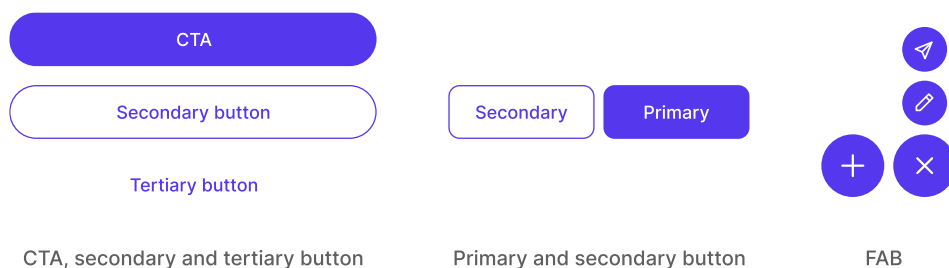 CTA
Secondary button
Tertiary button
CTA, secondary and tertiary button
Secondary
Primary
Primary and secondary button
FAB